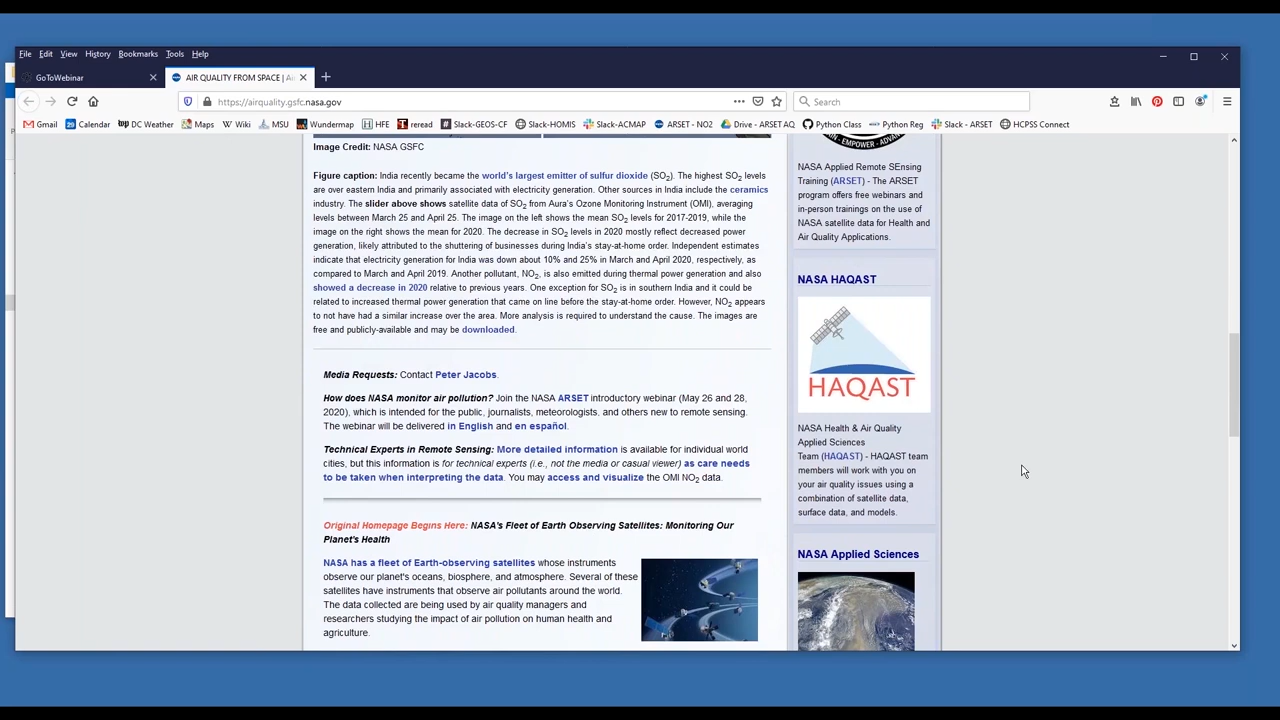 File Edit View History Bookmarks Tools Help
GoToWebinar
AIR QUALITY FROM SPACE | A
https://airquality.gsfc.nasa.gov
Search
Gmail Calendar DC Weather Maps Wiki MSU Wundermap HFE reread Slack-GEOS-CF Slack-HOMIS Slack-ACMAP ARSET - NO2 Drive - ARSET AQ Python Class Python Reg Slack - ARSET HCPSS Connect
Image Credit: NASA GSFC
Figure caption: India recently became the world's largest emitter of sulfur dioxide (SO2). The highest SO2 levels
are over eastern India and primarily associated with electricity generation. Other sources in India include the ceramics
industry. The slider above shows satellite data of SO2 from Aura's Ozone Monitoring Instrument (OMI), averaging
levels between March 25 and April 25. The image on the left shows the mean SO2 levels for 2017-2019, while the
image on the right shows the mean for 2020. The decrease in SO2 levels in 2020 mostly reflect decreased power
generation, likely attributed to the shuttering of businesses during India's stay-at-home order. Independent estimates
indicate that electricity generation for India was down about 10% and 25% in March and April 2020, respectively, as
compared to March and April 2019. Another pollutant, NO2, is also emitted during thermal power generation and also
showed a decrease in 2020 relative to previous years. One exception for SO2 is in southern India and it could be
related to increased thermal power generation that came on line before the stay-at-home order. However, NO2 appears
to not have had a similar increase over the area. More analysis is required to understand the cause. The images are
free and publicly-available and may be downloaded.
Media Requests: Contact Peter Jacobs.
How does NASA monitor air pollution? Join the NASA ARSET introductory webinar (May 26 and 28,
2020), which is intended for the public, journalists, meteorologists, and others new to remote sensing.
The webinar will be delivered in English and en español.
Technical Experts in Remote Sensing: More detailed information is available for individual world
cities, but this information is for technical experts (i.e., not the media or casual viewer) as care needs
to be taken when interpreting the data. You may access and visualize the OMI NO2 data.
Original Homepage Begins Here: NASA's Fleet of Earth Observing Satellites: Monitoring Our
Planet's Health
NASA has a fleet of Earth-observing satellites whose instruments
observe our planet's oceans, biosphere, and atmosphere. Several of these
satellites have instruments that observe air pollutants around the world.
The data collected are being used by air quality managers and
researchers studying the impact of air pollution on human health and
agriculture.
EMPOWER
NASA Applied Remote SEnsing
Training (ARSET) - The ARSET
program offers free webinars and
in-person trainings on the use of
NASA satellite data for Health and
Air Quality Applications.
NASA HAQAST
HAQAST
NASA Health & Air Quality
Applied Sciences
Team (HAQAST) - HAQAST team
members will work with you on
your air quality issues using a
combination of satellite data,
surface data, and models.
NASA Applied Sciences